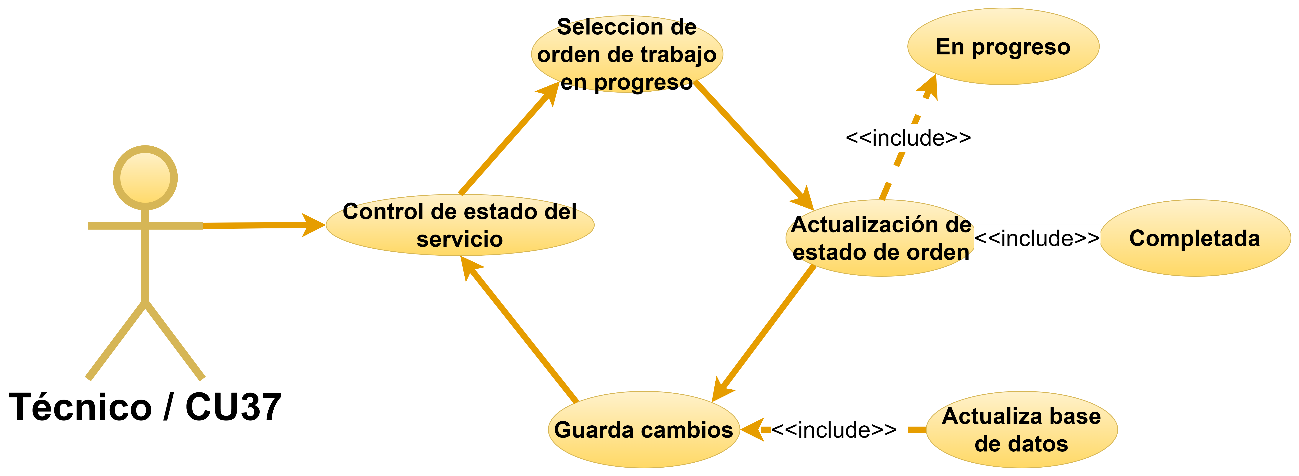 Seleccion de
orden de trabajo
en progreso
En progreso
<<include>>
Control de estado del
servicio
Actualización de
estado de orden
<<include>>
Completada
Técnico / CU37
Guarda cambios
<<include>>
Actualiza base
de datos